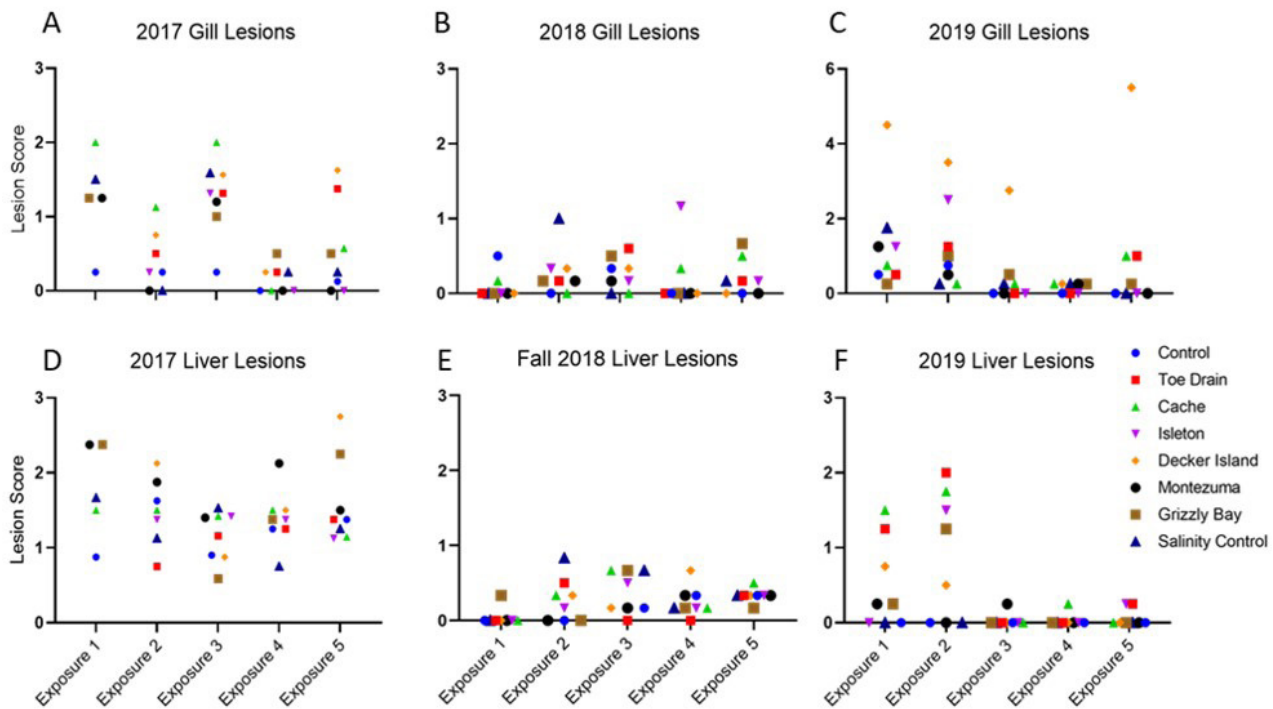 A
2017 Gill Lesions
3
2
1
0
Lesion Score
B
2018 Gill Lesions
3
2
1
0
C
2019 Gill Lesions
6
4
2
0
D
2017 Liver Lesions
3
2
1
0
Lesion Score
Exposure 1
Exposure 2
Exposure 3
Exposure 4
Exposure 5
E
Fall 2018 Liver Lesions
3
2
1
0
Exposure 1
Exposure 2
Exposure 3
Exposure 4
Exposure 5
F
2019 Liver Lesions
3
2
1
0
Exposure 1
Exposure 2
Exposure 3
Exposure 4
Exposure 5
Control
Toe Drain
Cache
Isleton
Decker Island
Montezuma
Grizzly Bay
Salinity Control